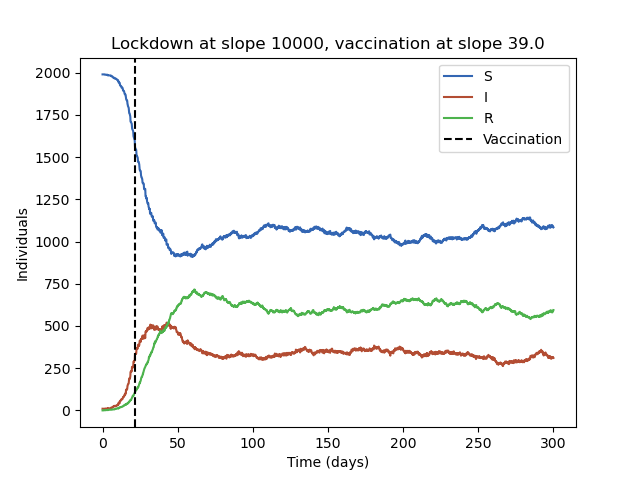 Lockdown at slope 10000, vaccination at slope 39.0
S
I
R
Vaccination
2000
1750
1500
1250
1000
750
500
250
0
Individuals
0 50 100 150 200 250 300
Time (days)